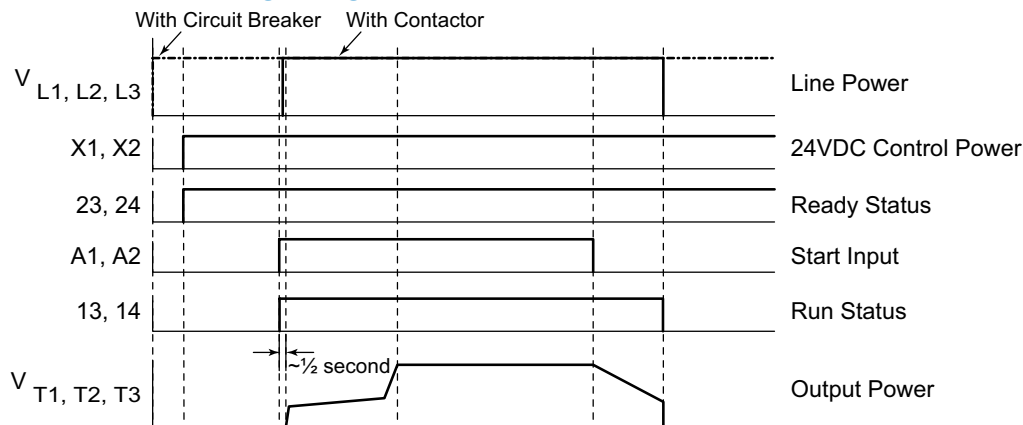 With Circuit Breaker With Contactor
V L1, L2, L3 Line Power
X1, X2 24VDC Control Power
23, 24 Ready Status
A1, A2 Start Input
13, 14 Run Status
~½ second
V T1, T2, T3 Output Power